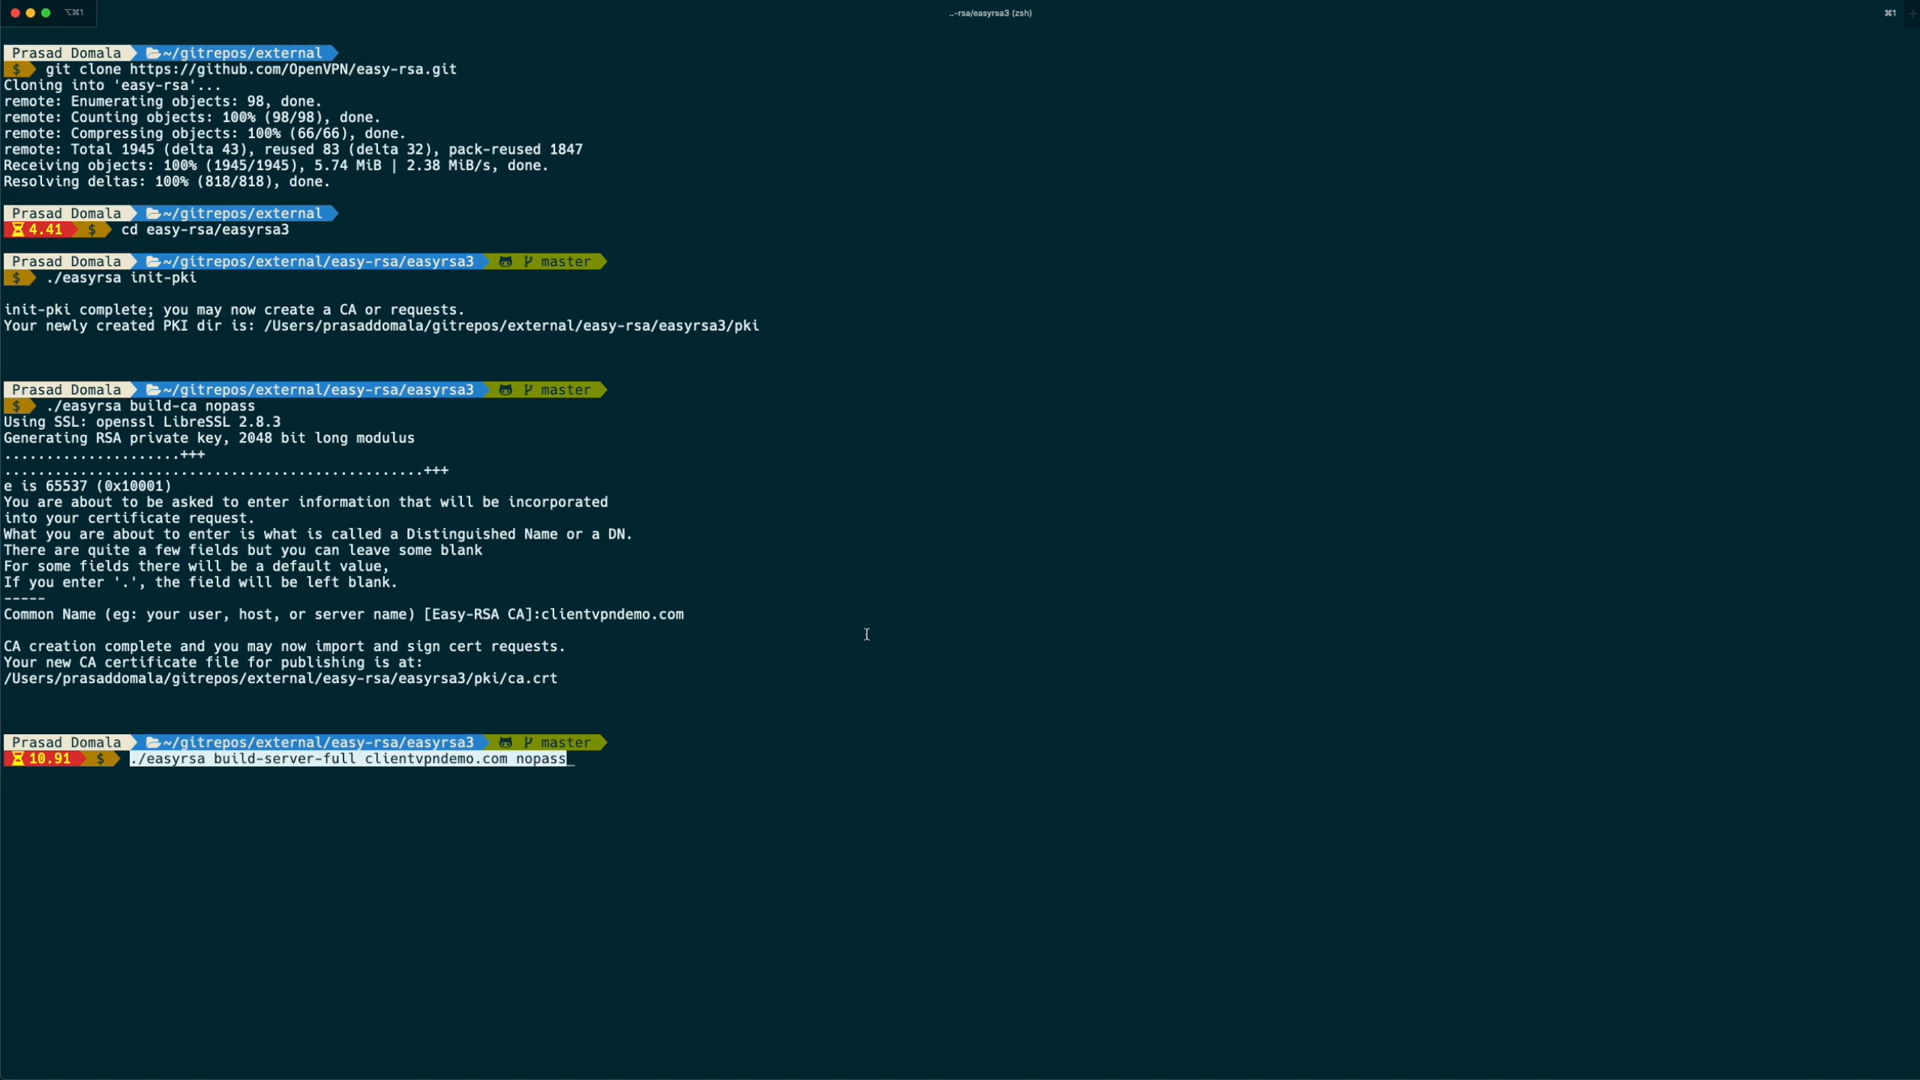 ⌥⌘1
..-rsa/easyrsa3 (zsh)
⌘1
Prasad Domala ~/gitrepos/external
$ git clone https://github.com/OpenVPN/easy-rsa.git
Cloning into 'easy-rsa'...
remote: Enumerating objects: 98, done.
remote: Counting objects: 100% (98/98), done.
remote: Compressing objects: 100% (66/66), done.
remote: Total 1945 (delta 43), reused 83 (delta 32), pack-reused 1847
Receiving objects: 100% (1945/1945), 5.74 MiB | 2.38 MiB/s, done.
Resolving deltas: 100% (818/818), done.
Prasad Domala ~/gitrepos/external
4.41 $ cd easy-rsa/easyrsa3
Prasad Domala ~/gitrepos/external/easy-rsa/easyrsa3 master
$ ./easyrsa init-pki
init-pki complete; you may now create a CA or requests.
Your newly created PKI dir is: /Users/prasaddomala/gitrepos/external/easy-rsa/easyrsa3/pki
Prasad Domala ~/gitrepos/external/easy-rsa/easyrsa3 master
$ ./easyrsa build-ca nopass
Using SSL: openssl LibreSSL 2.8.3
Generating RSA private key, 2048 bit long modulus
.....................+++
..................................................+++
e is 65537 (0x10001)
You are about to be asked to enter information that will be incorporated
into your certificate request.
What you are about to enter is what is called a Distinguished Name or a DN.
There are quite a few fields but you can leave some blank
For some fields there will be a default value,
If you enter '.', the field will be left blank.
-----
Common Name (eg: your user, host, or server name) [Easy-RSA CA]:clientvpndemo.com
CA creation complete and you may now import and sign cert requests.
Your new CA certificate file for publishing is at:
/Users/prasaddomala/gitrepos/external/easy-rsa/easyrsa3/pki/ca.crt
Prasad Domala ~/gitrepos/external/easy-rsa/easyrsa3 master
10.91 $ ./easyrsa build-server-full clientvpndemo.com nopass